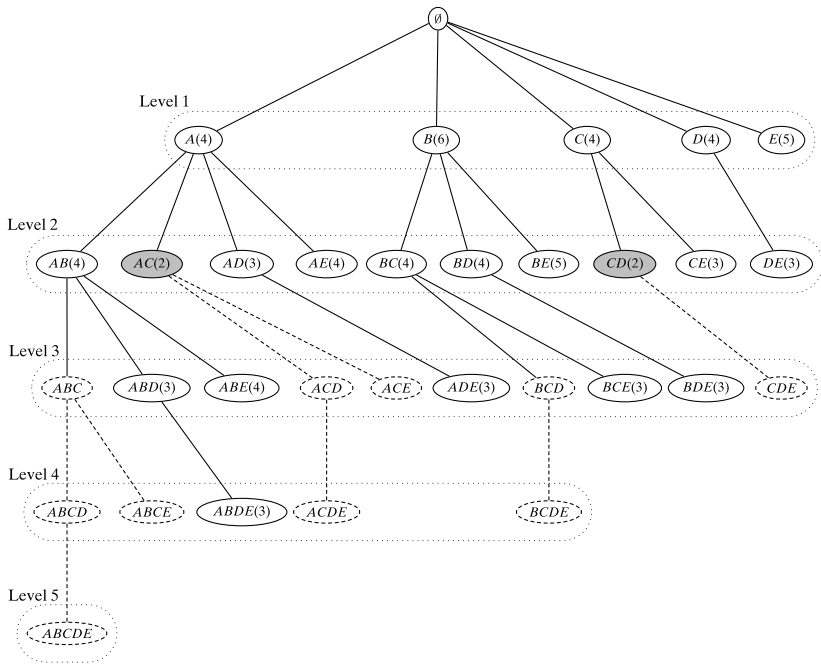 ∅
Level 1
A(4) B(6) C(4) D(4) E(5)
Level 2
AB(4) AC(2) AD(3) AE(4) BC(4) BD(4) BE(5) CD(2) CE(3) DE(3)
Level 3
ABC ABD(3) ABE(4) ACD ACE ADE(3) BCD BCE(3) BDE(3) CDE
Level 4
ABCD ABCE ABDE(3) ACDE BCDE
Level 5
ABCDE